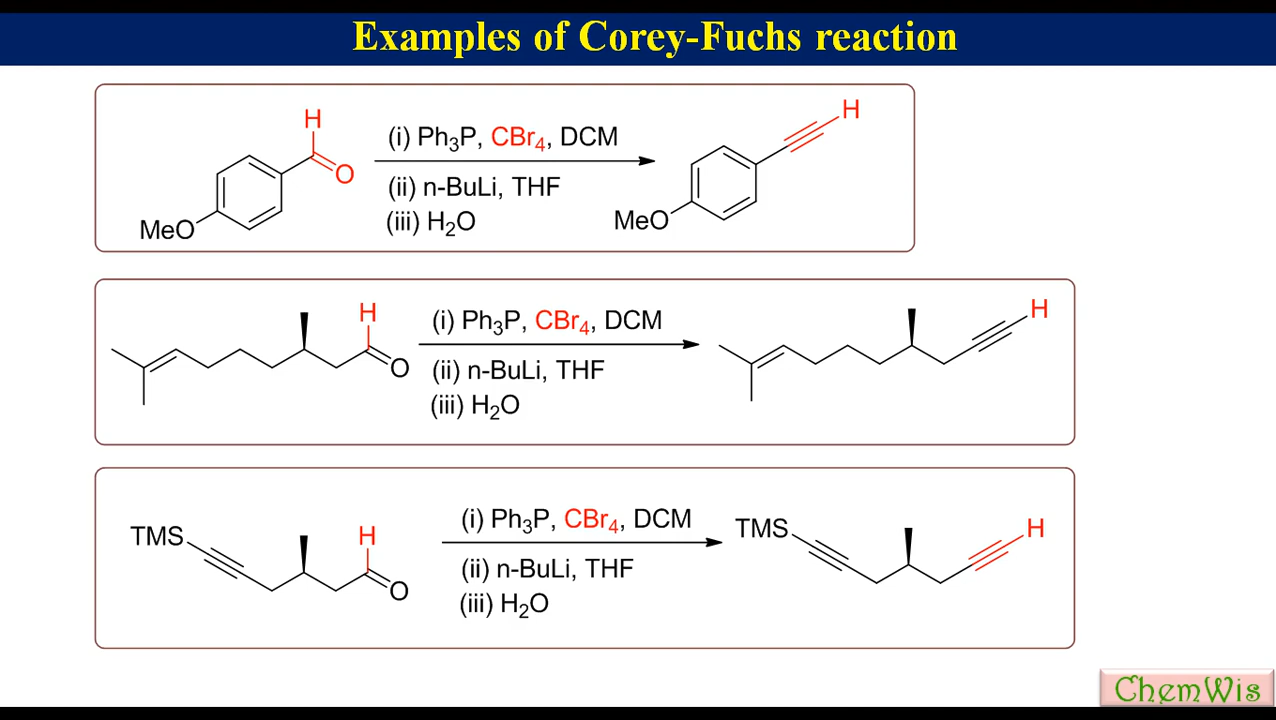 Examples of Corey-Fuchs reaction
H
O
MeO
(i) Ph3P, CBr4, DCM
(ii) n-BuLi, THF
(iii) H2O
H
MeO
H
O
(i) Ph3P, CBr4, DCM
(ii) n-BuLi, THF
(iii) H2O
H
TMS
H
O
(i) Ph3P, CBr4, DCM
(ii) n-BuLi, THF
(iii) H2O
TMS
H
ChemWis